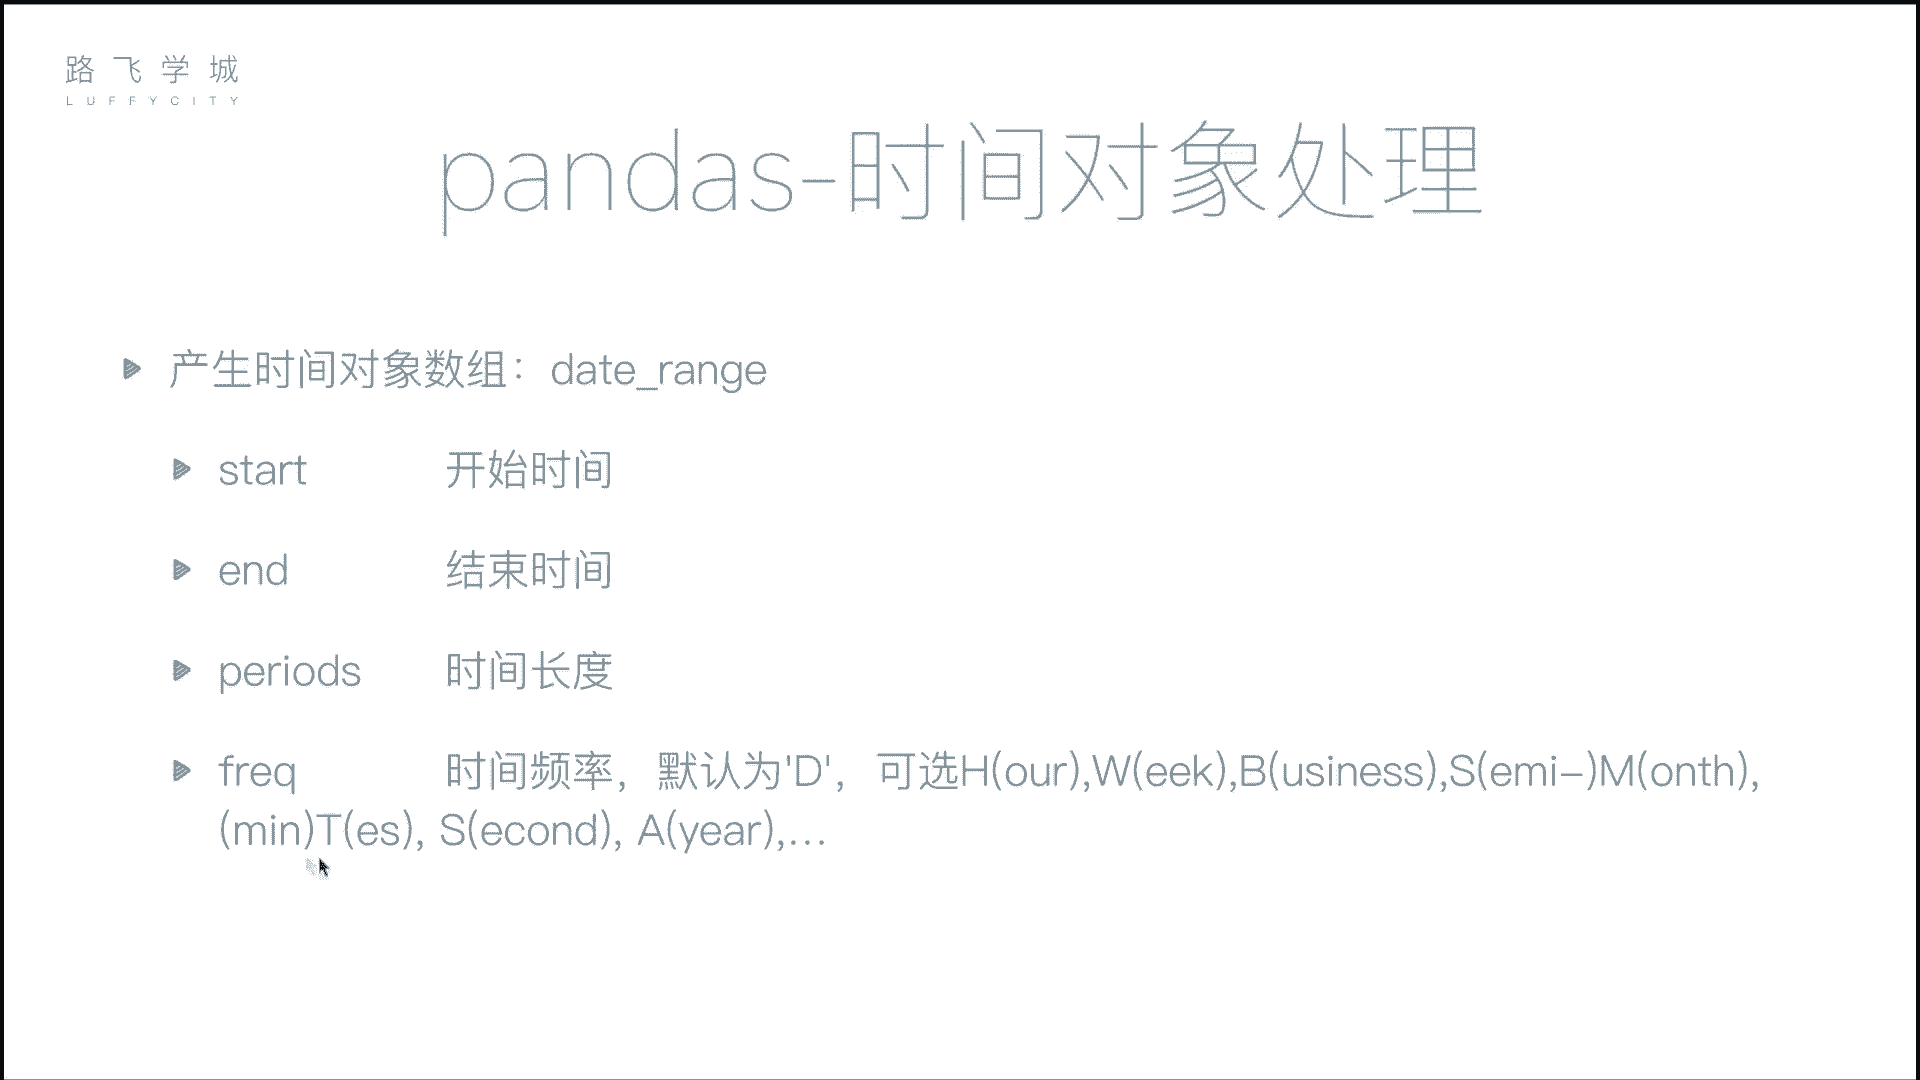 路飞学城
LUFFYCITY
pandas-时间对象处理
产生时间对象数组：date_range
start 开始时间
end 结束时间
periods 时间长度
freq 时间频率，默认为'D'，可选H(our),W(eek),B(usiness),S(emi-)M(onth),
(min)T(es), S(econd), A(year),...